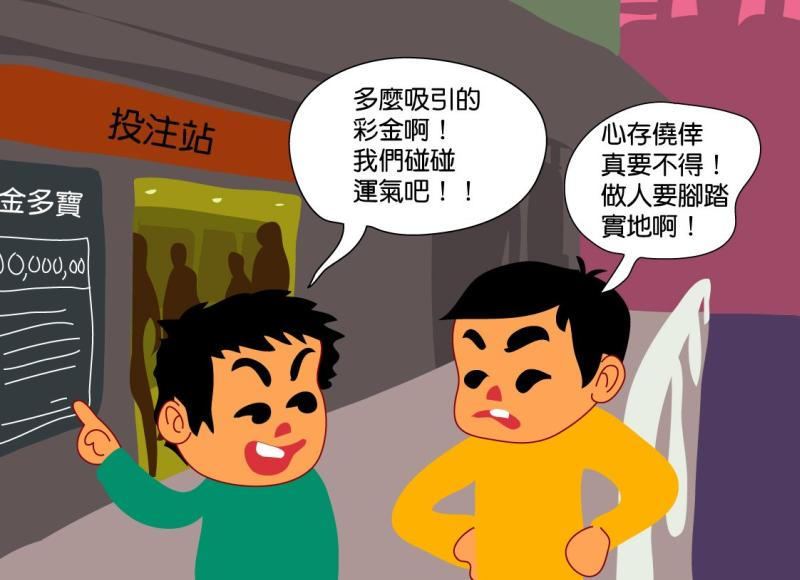 投注站
金多寶
00,000,00
多麼吸引的
彩金啊！
我們碰碰
運氣吧！！
心存僥倖
真要不得！
做人要腳踏
實地啊！